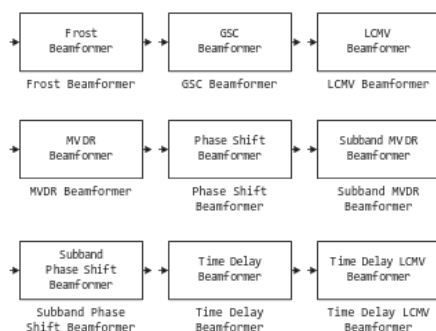 Frost
Beamformer
GSC
Beamformer
LCMV
Beamformer
Frost Beamformer
GSC Beamformer
LCMV Beamformer
MVDR
Beamformer
Phase Shift
Beamformer
Subband MVDR
Beamformer
MVDR Beamformer
Phase Shift
Beamformer
Subband MVDR
Beamformer
Subband
Phase Shift
Beamformer
Time Delay
Beamformer
Time Delay LCMV
Beamformer
Subband Phase
Shift Beamformer
Time Delay
Beamformer
Time Delay LCMV
Beamformer